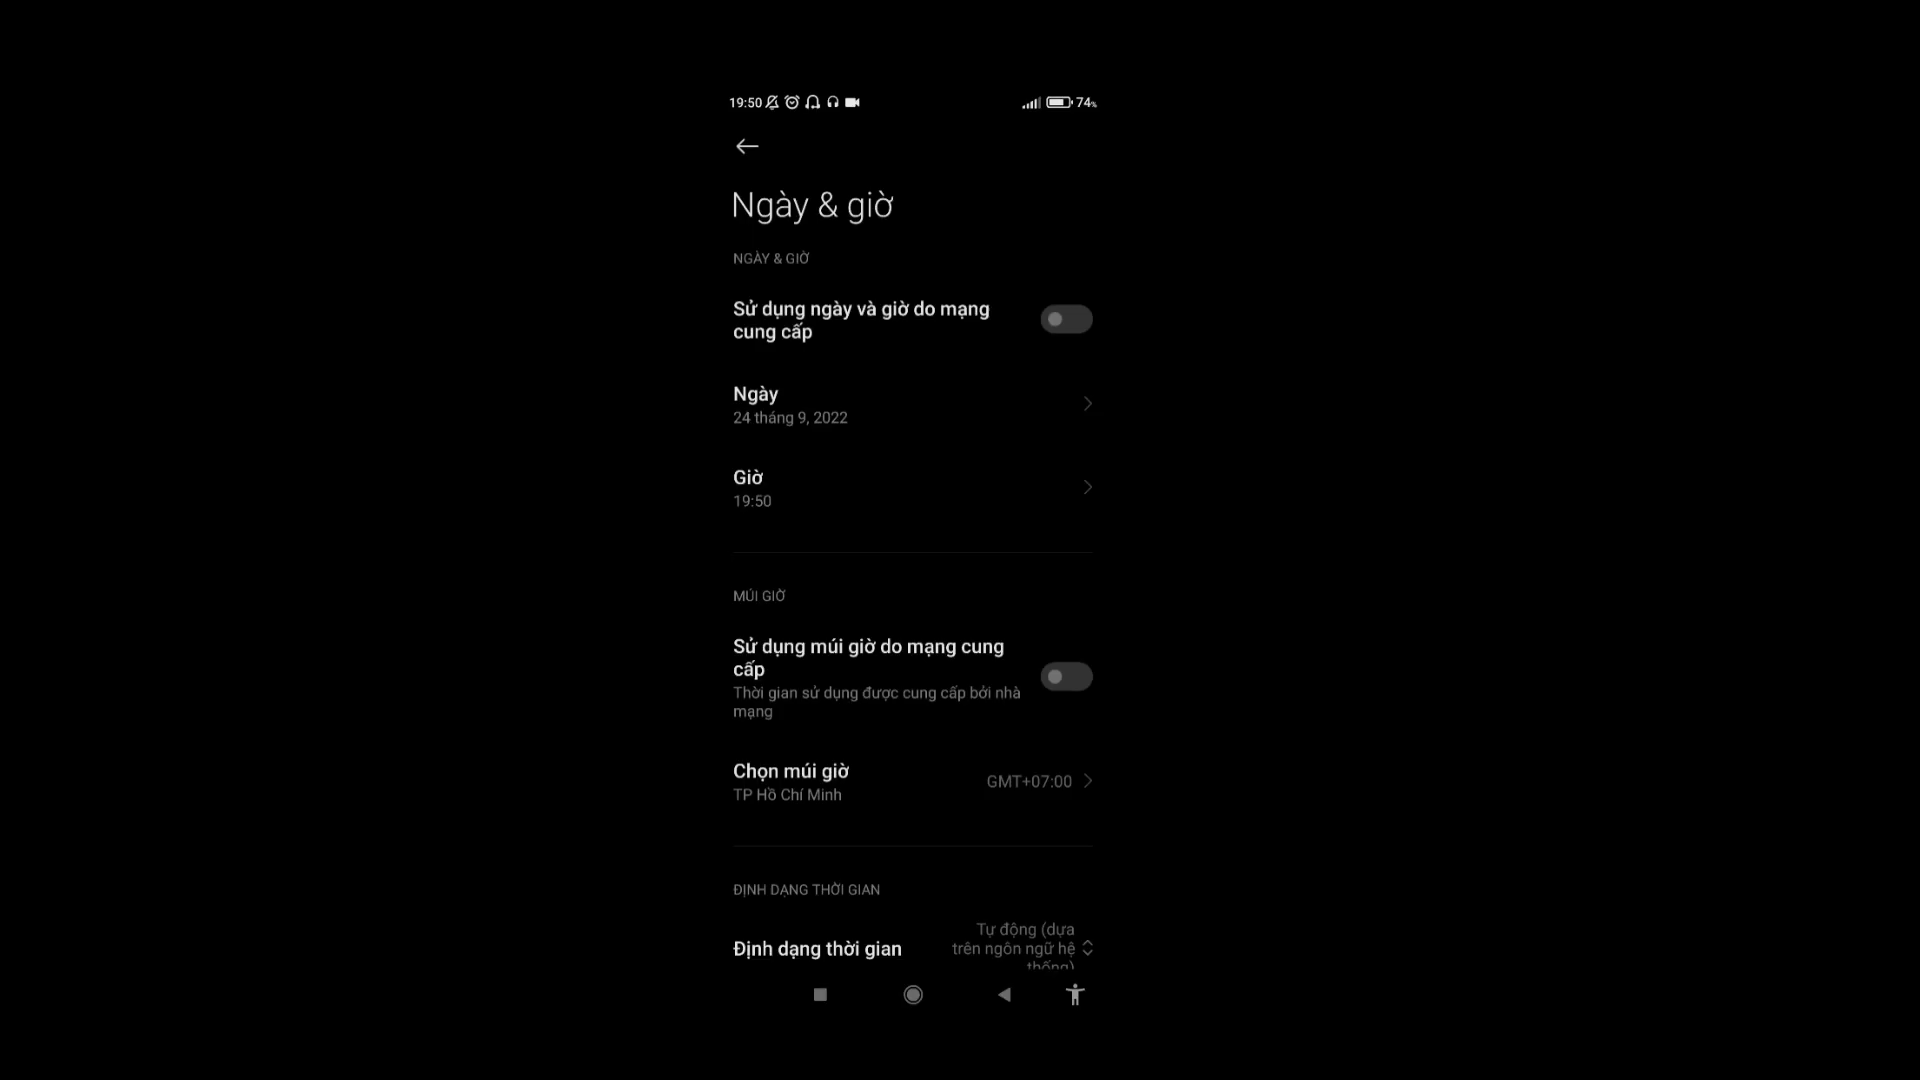 19:50 74%
Ngày & giờ
NGÀY & GIỜ
Sử dụng ngày và giờ do mạng
cung cấp
Ngày
24 tháng 9, 2022
Giờ
19:50
MÚI GIỜ
Sử dụng múi giờ do mạng cung
cấp
Thời gian sử dụng được cung cấp bởi nhà
mạng
Chọn múi giờ
TP Hồ Chí Minh
GMT+07:00
ĐỊNH DẠNG THỜI GIAN
Định dạng thời gian
Tự động (dựa
trên ngôn ngữ hệ
thống)